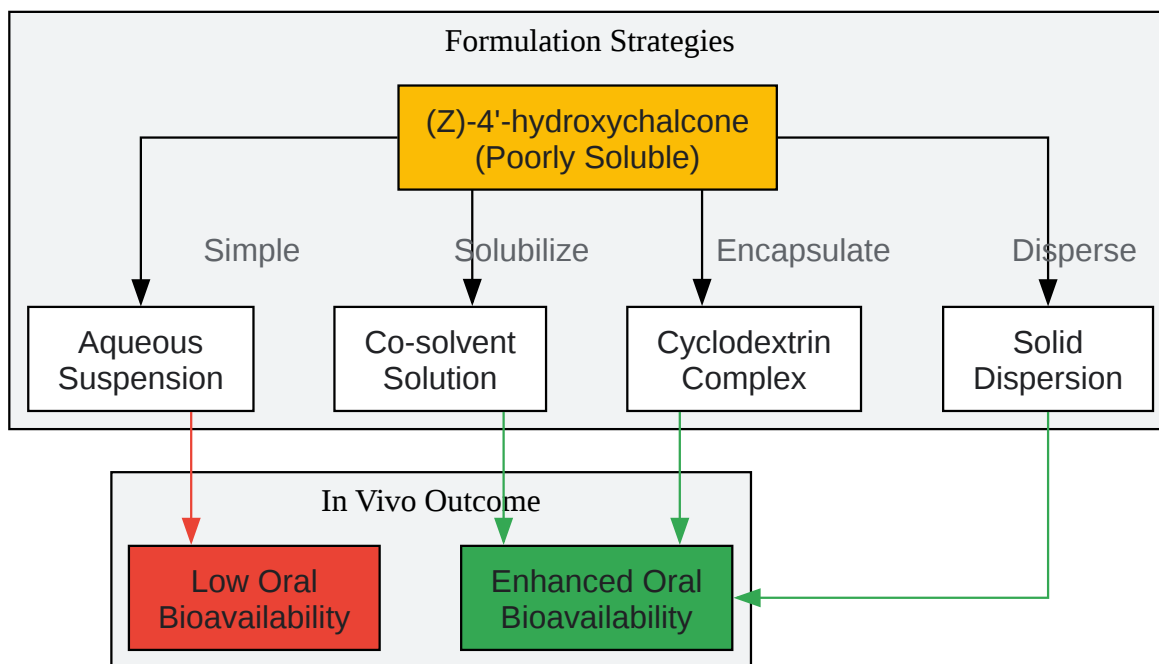 Formulation Strategies
(Z)-4'-hydroxychalcone
(Poorly Soluble)
Simple
Solubilize
Encapsulate
Disperse
Aqueous
Suspension
Co-solvent
Solution
Cyclodextrin
Complex
Solid
Dispersion
In Vivo Outcome
Low Oral
Bioavailability
Enhanced Oral
Bioavailability